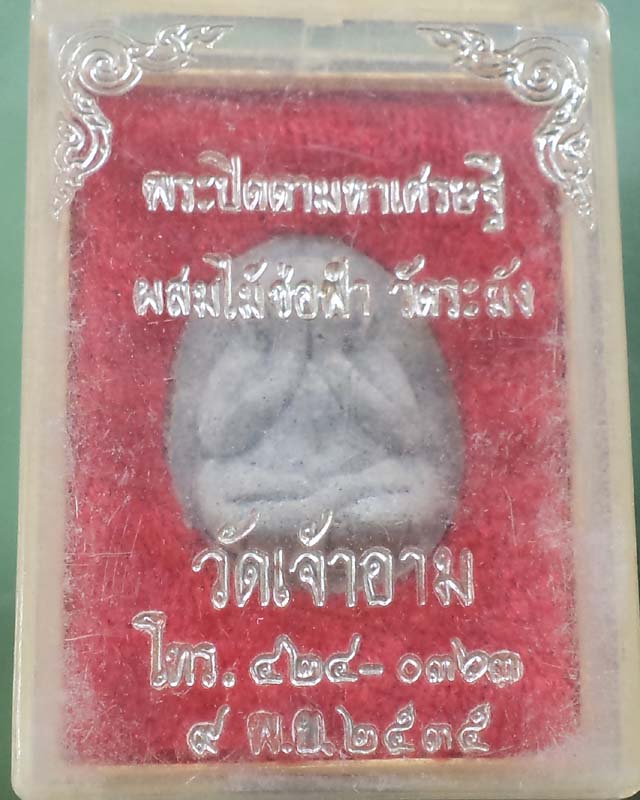 พระปิดตามหาเศรษฐี
ผสมไม้ช่อฟ้า วัดระฆัง
วัดเจ้าอาม
โทร. ๔๒๔-๐๓๖๓
๙ พ.ย. ๒๕๓๕